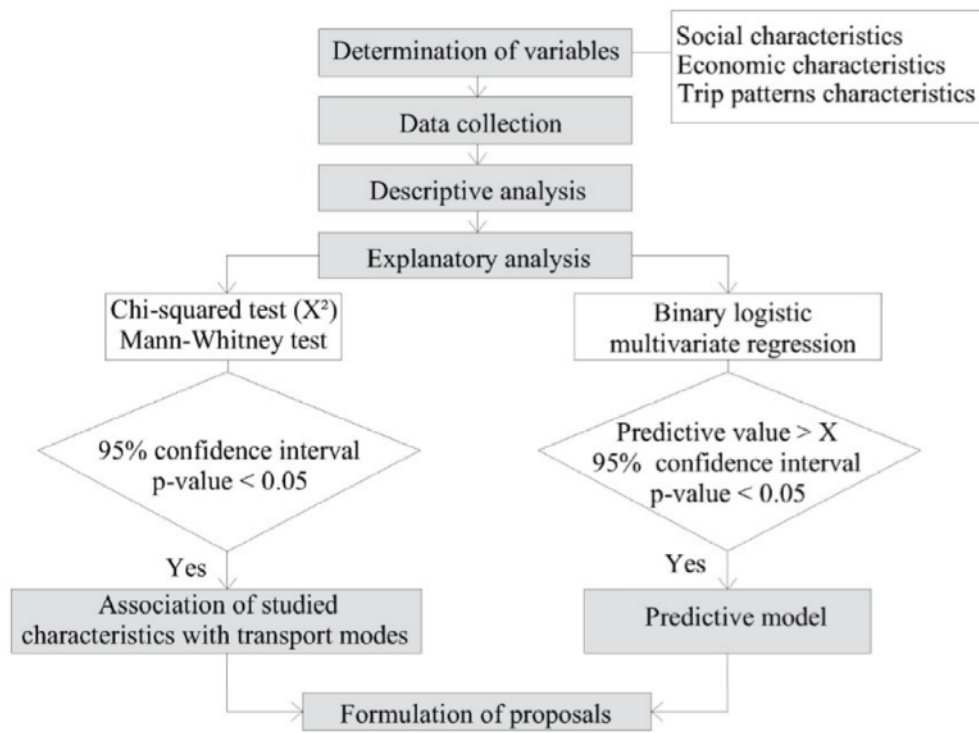 Determination of variables
Social characteristics
Economic characteristics
Trip patterns characteristics
Data collection
Descriptive analysis
Explanatory analysis
Chi-squared test (X²)
Mann-Whitney test
Binary logistic
multivariate regression
95% confidence interval
p-value < 0.05
Predictive value > X
95% confidence interval
p-value < 0.05
Yes
Yes
Association of studied
characteristics with transport modes
Predictive model
Formulation of proposals